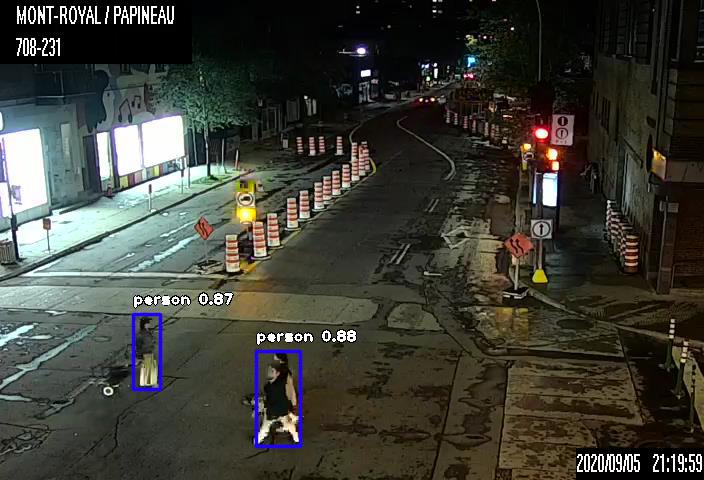 MONT-ROYAL / PAPINEAU
708-231
person 0.87
person 0.88
2020/09/05 21:19:59